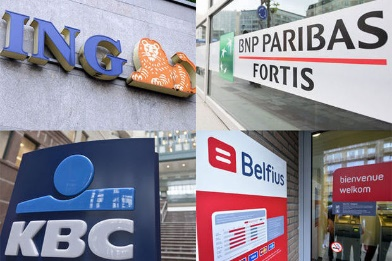 ING
BNP PARIBAS
FORTIS
KBC
Belfius
bienvenue
welkom